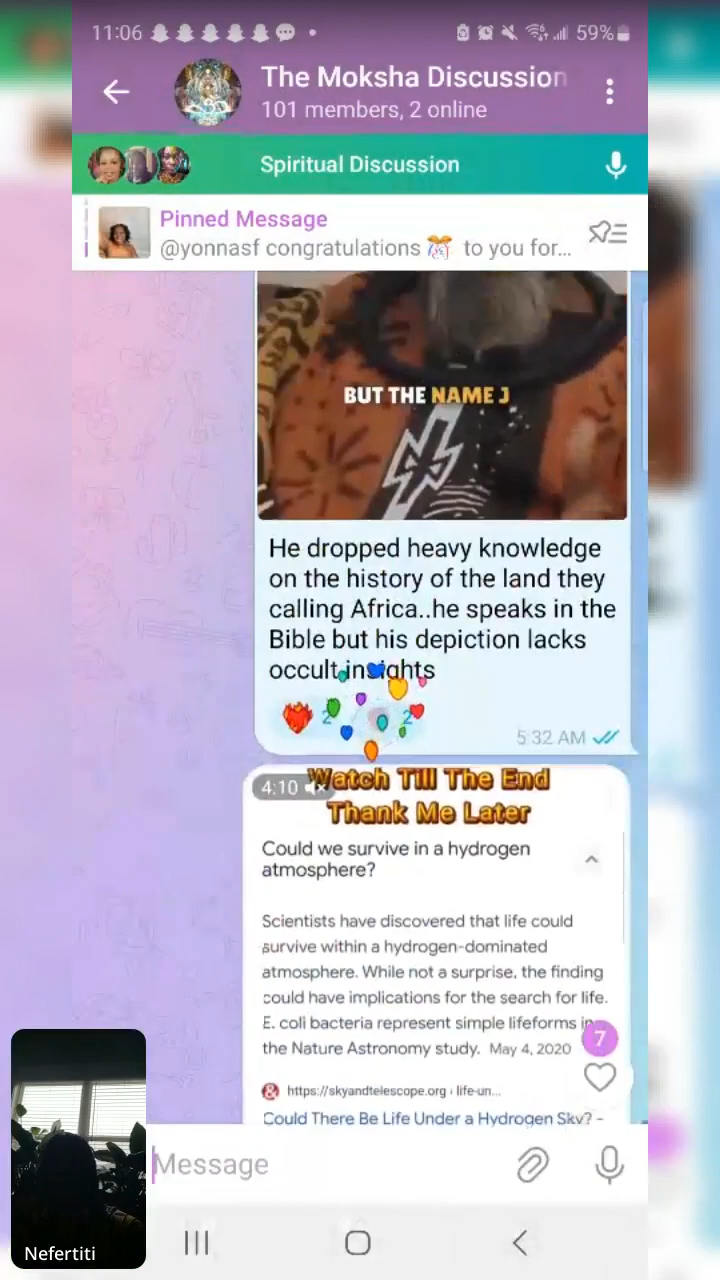 11:06
59%
The Moksha Discussion
101 members, 2 online
Spiritual Discussion
Pinned Message
@yonnasf congratulations 🎊 to you for...
BUT THE NAME J
He dropped heavy knowledge
on the history of the land they
calling Africa..he speaks in the
Bible but his depiction lacks
occult insights
2
2
5:32 AM
4:10
Watch Till The End
Thank Me Later
Could we survive in a hydrogen
atmosphere?
Scientists have discovered that life could
survive within a hydrogen-dominated
atmosphere. While not a surprise, the finding
could have implications for the search for life.
E. coli bacteria represent simple lifeforms in
the Nature Astronomy study. May 4, 2020
7
https://skyandtelescope.org › life-un...
Could There Be Life Under a Hydrogen Sky? -
Message
Nefertiti